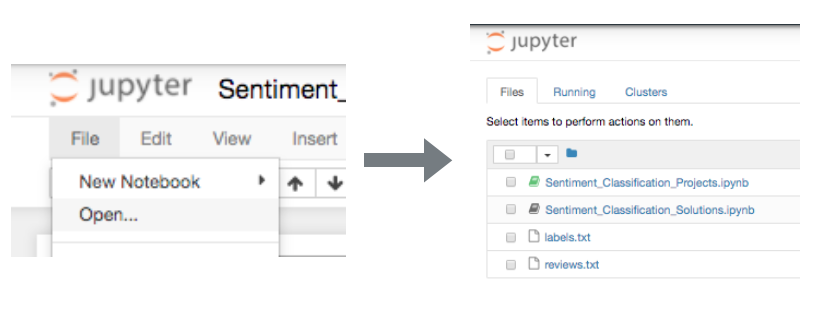 jupyter Sentiment_
File Edit View Insert
New Notebook
Open...
jupyter
Files Running Clusters
Select items to perform actions on them.
Sentiment_Classification_Projects.ipynb
Sentiment_Classification_Solutions.ipynb
labels.txt
reviews.txt